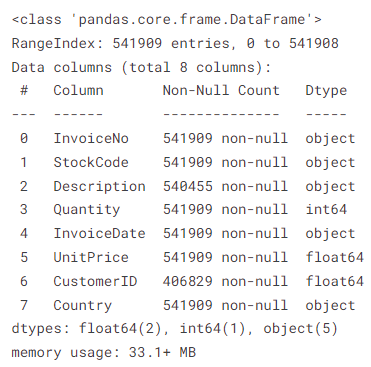 <class 'pandas.core.frame.DataFrame'>
RangeIndex: 541909 entries, 0 to 541908
Data columns (total 8 columns):
 #   Column       Non-Null Count   Dtype
---  ------       --------------   -----
 0   InvoiceNo    541909 non-null  object
 1   StockCode    541909 non-null  object
 2   Description  540455 non-null  object
 3   Quantity     541909 non-null  int64
 4   InvoiceDate  541909 non-null  object
 5   UnitPrice    541909 non-null  float64
 6   CustomerID   406829 non-null  float64
 7   Country      541909 non-null  object
dtypes: float64(2), int64(1), object(5)
memory usage: 33.1+ MB